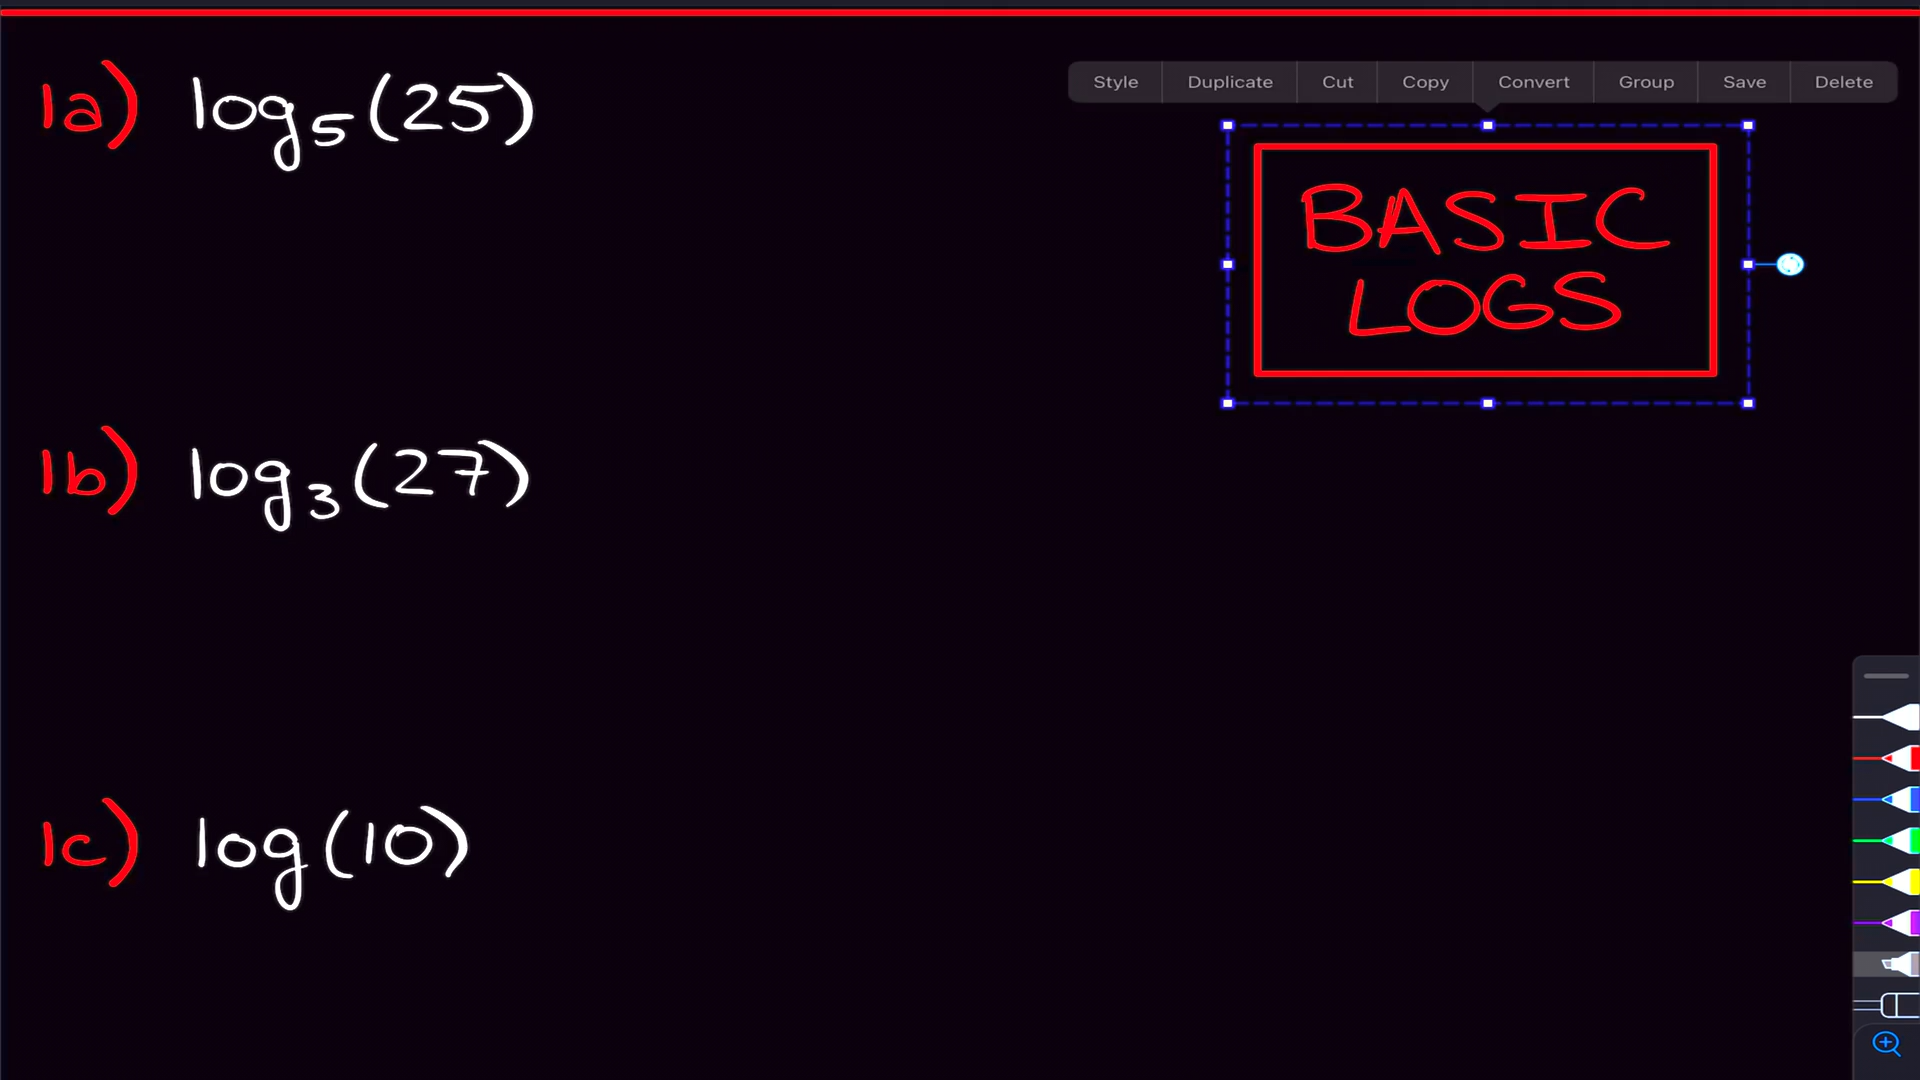 1a) log₅(25)
Style Duplicate Cut Copy Convert Group Save Delete
BASIC
LOGS
1b) log₃(27)
1c) log(10)